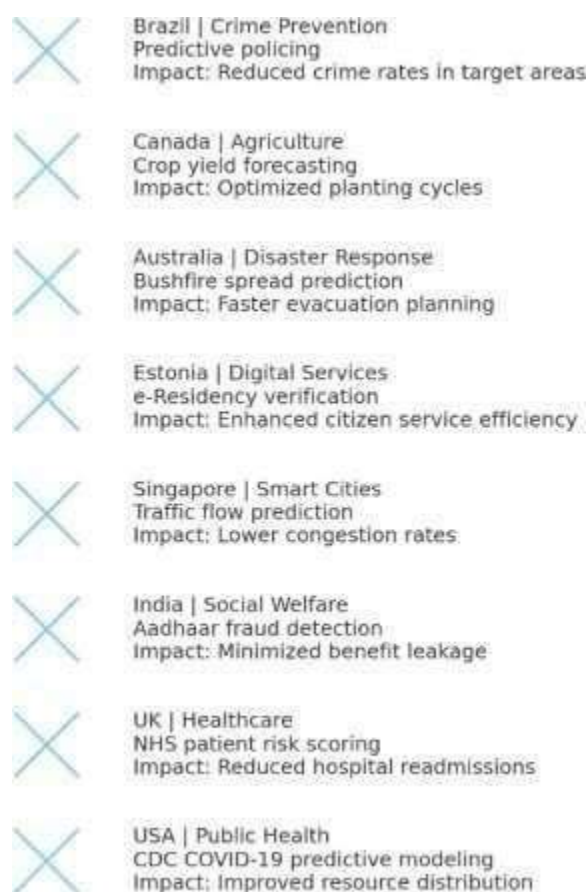 Brazil | Crime Prevention
Predictive policing
Impact: Reduced crime rates in target areas
Canada | Agriculture
Crop yield forecasting
Impact: Optimized planting cycles
Australia | Disaster Response
Bushfire spread prediction
Impact: Faster evacuation planning
Estonia | Digital Services
e-Residency verification
Impact: Enhanced citizen service efficiency
Singapore | Smart Cities
Traffic flow prediction
Impact: Lower congestion rates
India | Social Welfare
Aadhaar fraud detection
Impact: Minimized benefit leakage
UK | Healthcare
NHS patient risk scoring
Impact: Reduced hospital readmissions
USA | Public Health
CDC COVID-19 predictive modeling
Impact: Improved resource distribution